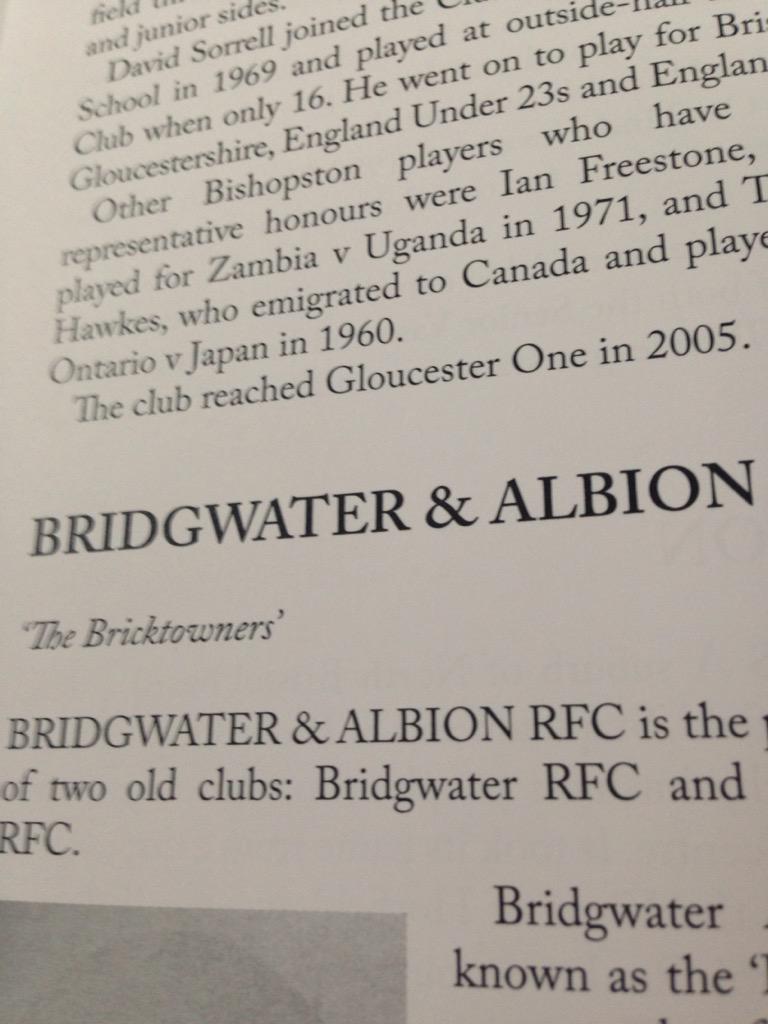 field
and junior sides.
David Sorrell joined the
School in 1969 and played at outside-half
Club when only 16. He went on to play for
Gloucestershire, England Under 23s and
Other Bishopston players who have
representative honours were Ian Freestone,
played for Zambia v Uganda in 1971, and
Hawkes, who emigrated to Canada and
Ontario v Japan in 1960.
The club reached Gloucester One in 2005.
BRIDGWATER & ALBION
‘The Bricktowners’
BRIDGWATER & ALBION RFC is the
of two old clubs: Bridgwater RFC and
RFC.
Bridgwater
known as the